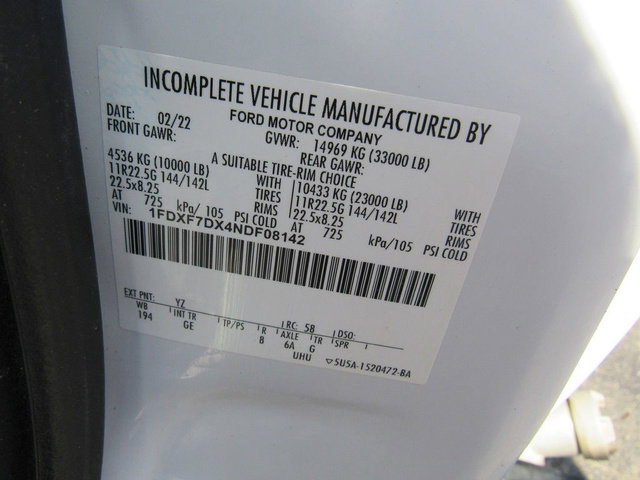 INCOMPLETE VEHICLE MANUFACTURED BY
FORD MOTOR COMPANY
DATE: 02/22 GVWR: 14969 KG (33000 LB)
FRONT GAWR: REAR GAWR:
A SUITABLE TIRE-RIM CHOICE
4536 KG (10000 LB) WITH 10433 KG (23000 LB) WITH
11R22.5G 144/142L TIRES 11R22.5G 144/142L TIRES
22.5x8.25 RIMS 22.5x8.25 RIMS
AT 725 kPa/ 105 PSI COLD AT 725 kPa/105 PSI COLD
VIN: 1FDXF7DX4NDF08142
EXT PNT: YZ RC: 58 DSO:
WB INT TR TP/PS R AXLE TR SPR
194 GE 8 6A G
UHU ▽5U5A-1520472-BA